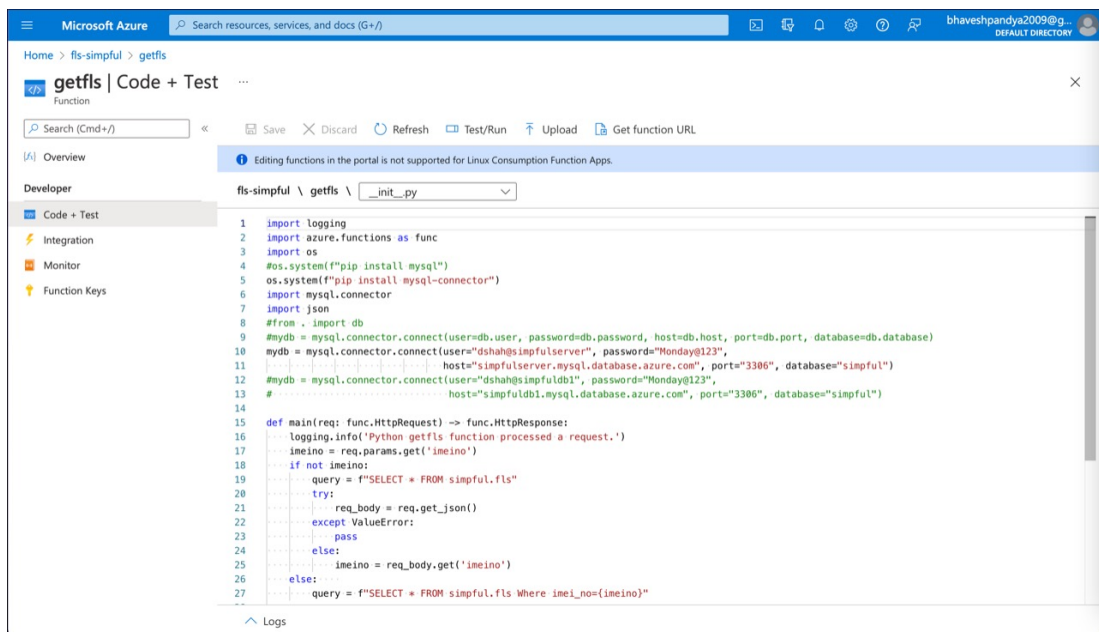 Microsoft Azure
Search resources, services, and docs (G+/)
bhaveshpandya2009@g...
DEFAULT DIRECTORY
Home > fls-simpful > getfls
getfls | Code + Test ...
Function
Search (Cmd+/)
«
Save Discard Refresh Test/Run Upload Get function URL
Overview
Developer
Code + Test
Integration
Monitor
Function Keys
Editing functions in the portal is not supported for Linux Consumption Function Apps.
fls-simpful \ getfls \ __init__.py
1 import logging
2 import azure.functions as func
3 import os
4 #os.system(f"pip install mysql")
5 os.system(f"pip install mysql-connector")
6 import mysql.connector
7 import json
8 #from . import db
9 #mydb = mysql.connector.connect(user=db.user, password=db.password, host=db.host, port=db.port, database=db.database)
10 mydb = mysql.connector.connect(user="dshah@simpfulserver", password="Monday@123",
11 host="simpfulserver.mysql.database.azure.com", port="3306", database="simpful")
12 #mydb = mysql.connector.connect(user="dshah@simpfuldb1", password="Monday@123",
13 # host="simpfuldb1.mysql.database.azure.com", port="3306", database="simpful")
14
15 def main(req: func.HttpRequest) -> func.HttpResponse:
16 logging.info('Python getfls function processed a request.')
17 imeino = req.params.get('imeino')
18 if not imeino:
19 query = f"SELECT * FROM simpful.fls"
20 try:
21 req_body = req.get_json()
22 except ValueError:
23 pass
24 else:
25 imeino = req_body.get('imeino')
26 else:
27 query = f"SELECT * FROM simpful.fls Where imei_no={imeino}"
Logs